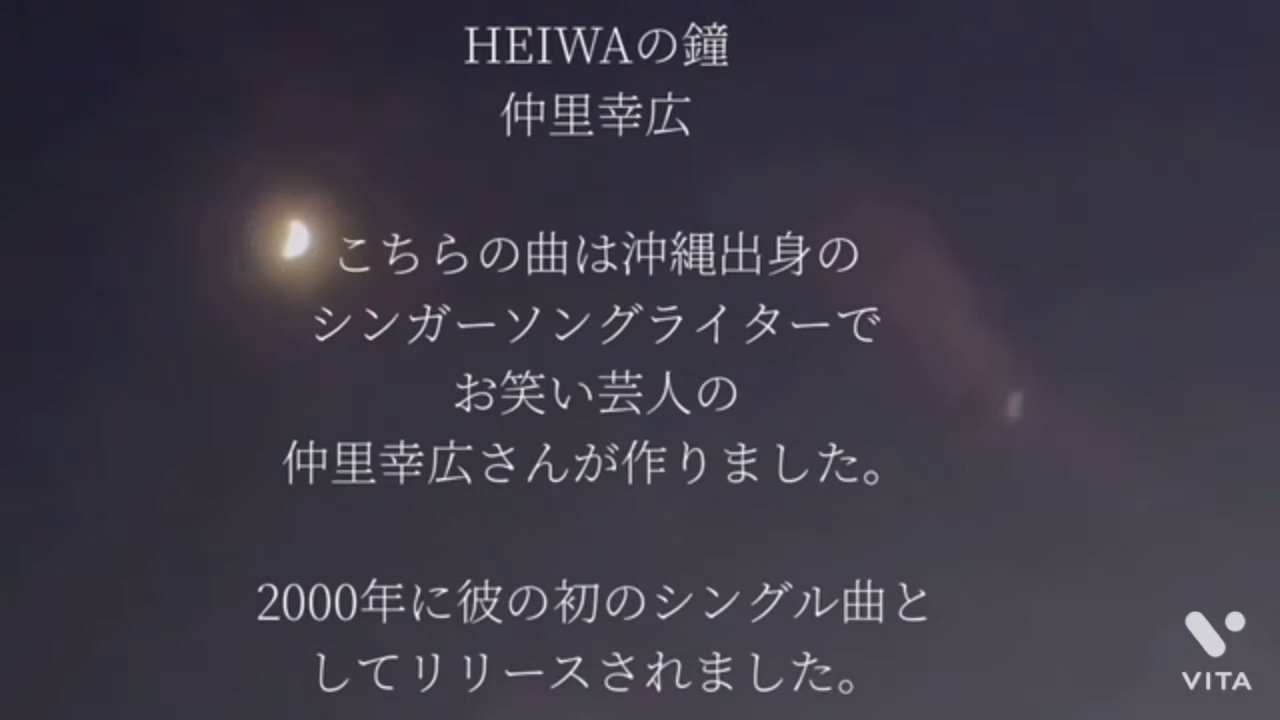 HEIWAの鐘
仲里幸広
こちらの曲は沖縄出身の
シンガーソングライターで
お笑い芸人の
仲里幸広さんが作りました。
2000年に彼の初のシングル曲と
してリリースされました。
VITA